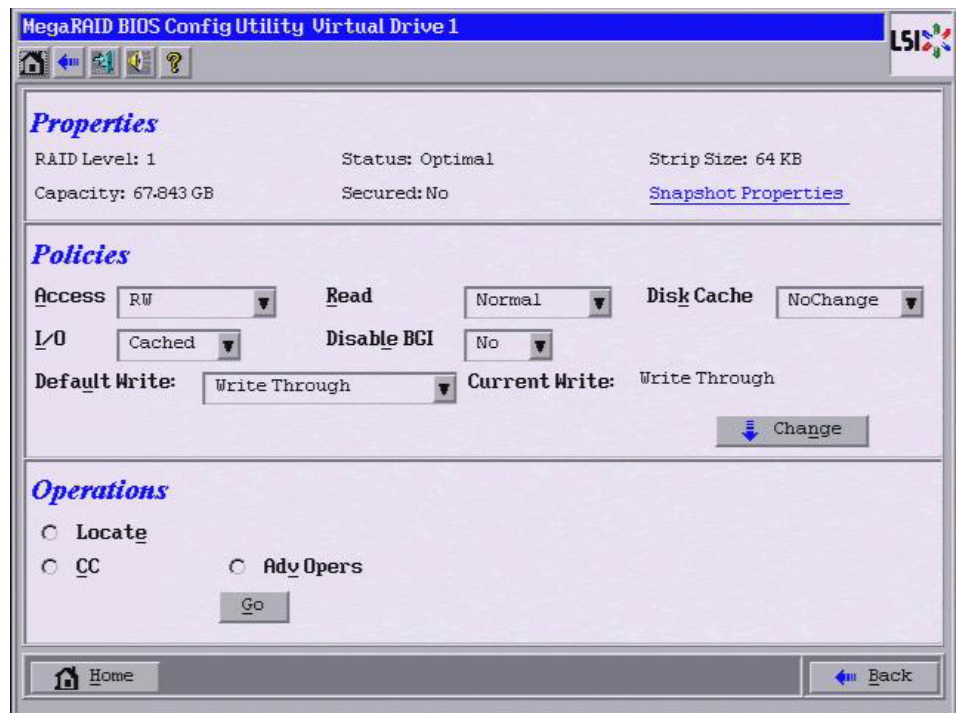 MegaRAID BIOS Config Utility Virtual Drive 1
LSI
Properties
RAID Level: 1 Status: Optimal Strip Size: 64 KB
Capacity: 67.843 GB Secured: No Snapshot Properties
Policies
Access RW Read Normal Disk Cache NoChange
I/O Cached Disable BGI No
Default Write: Write Through Current Write: Write Through
Change
Operations
Locate
CC Adv Opers
Go
Home Back